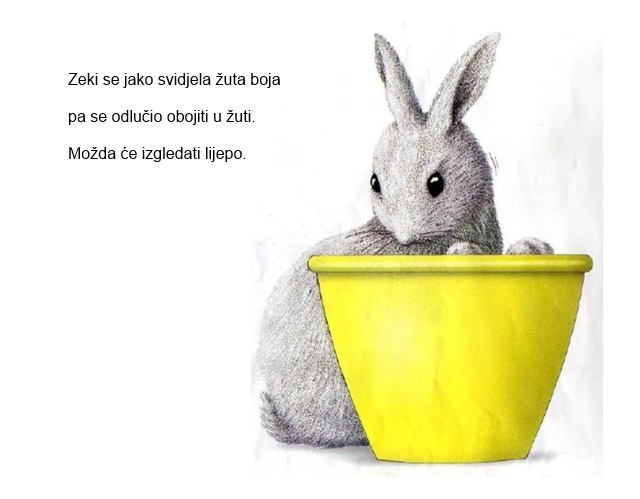 Zeki se jako svidjela žuta boja
pa se odlučio obojiti u žuti.
Možda će izgledati lijepo.